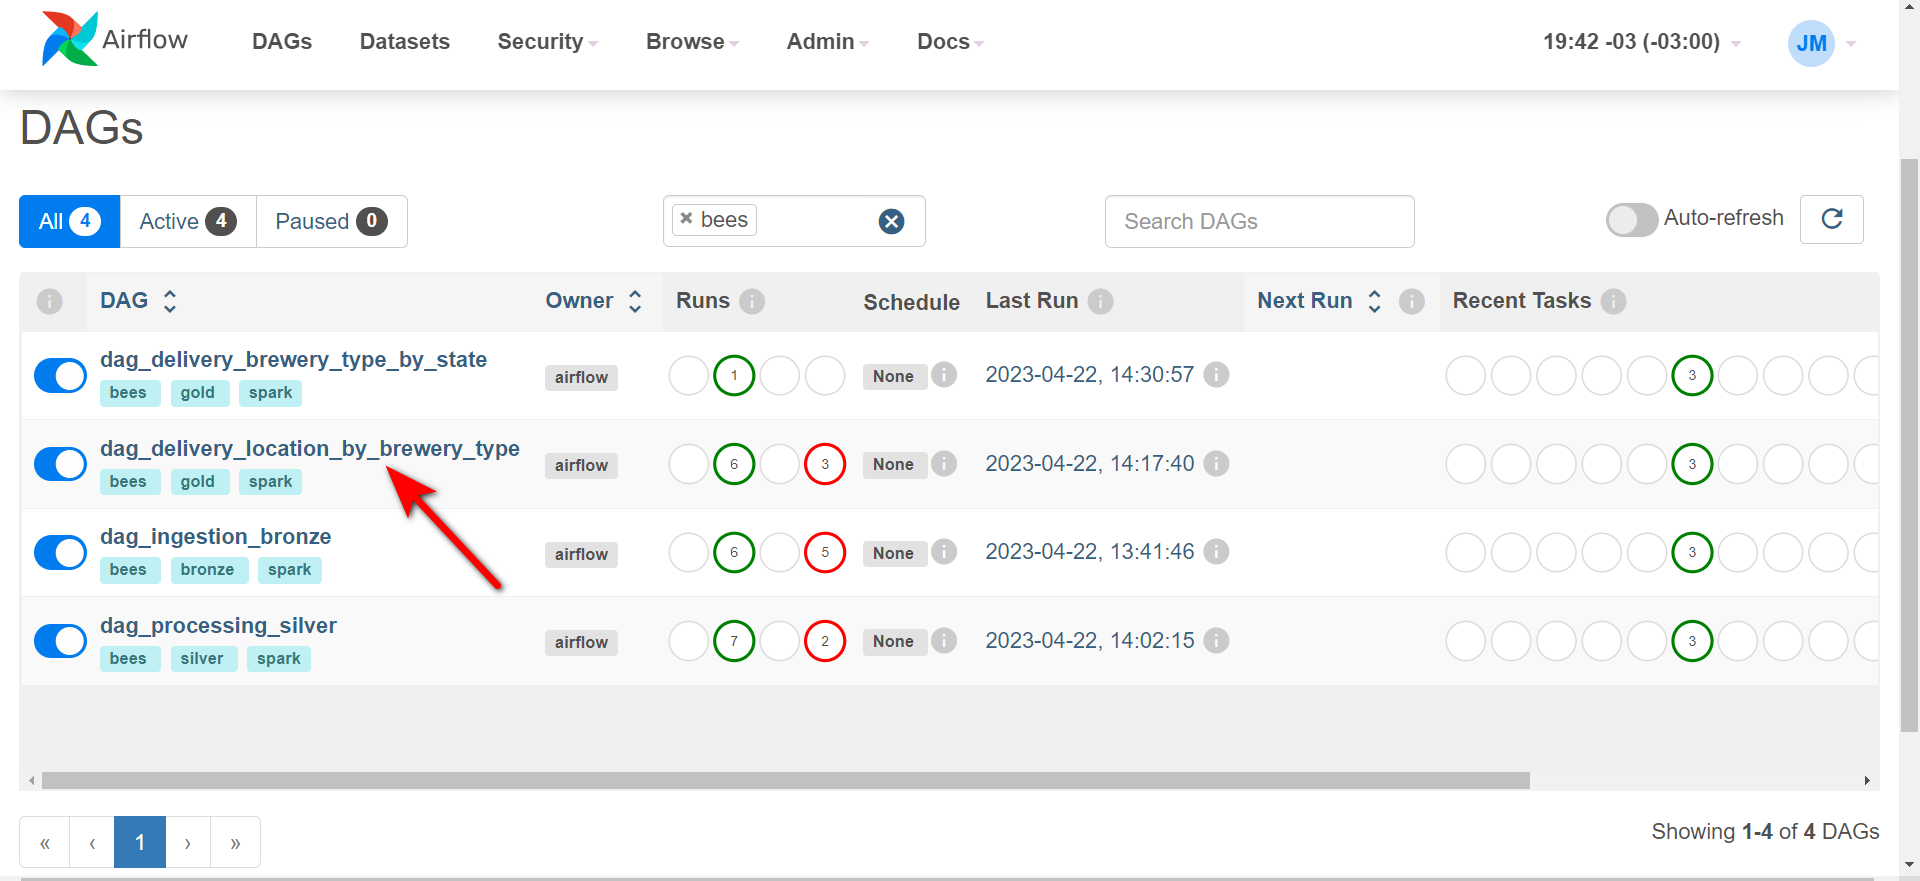 Airflow DAGs Datasets Security Browse Admin Docs 19:42 -03 (-03:00) JM
DAGs
All 4 Active 4 Paused 0 × bees Search DAGs Auto-refresh
DAG Owner Runs Schedule Last Run Next Run Recent Tasks
dag_delivery_brewery_type_by_state
airflow 1 None 2023-04-22, 14:30:57 3
bees gold spark
dag_delivery_location_by_brewery_type
airflow 6 3 None 2023-04-22, 14:17:40 3
bees gold spark
dag_ingestion_bronze
airflow 6 5 None 2023-04-22, 13:41:46 3
bees bronze spark
dag_processing_silver
airflow 7 2 None 2023-04-22, 14:02:15 3
bees silver spark
« ‹ 1 › » Showing 1-4 of 4 DAGs